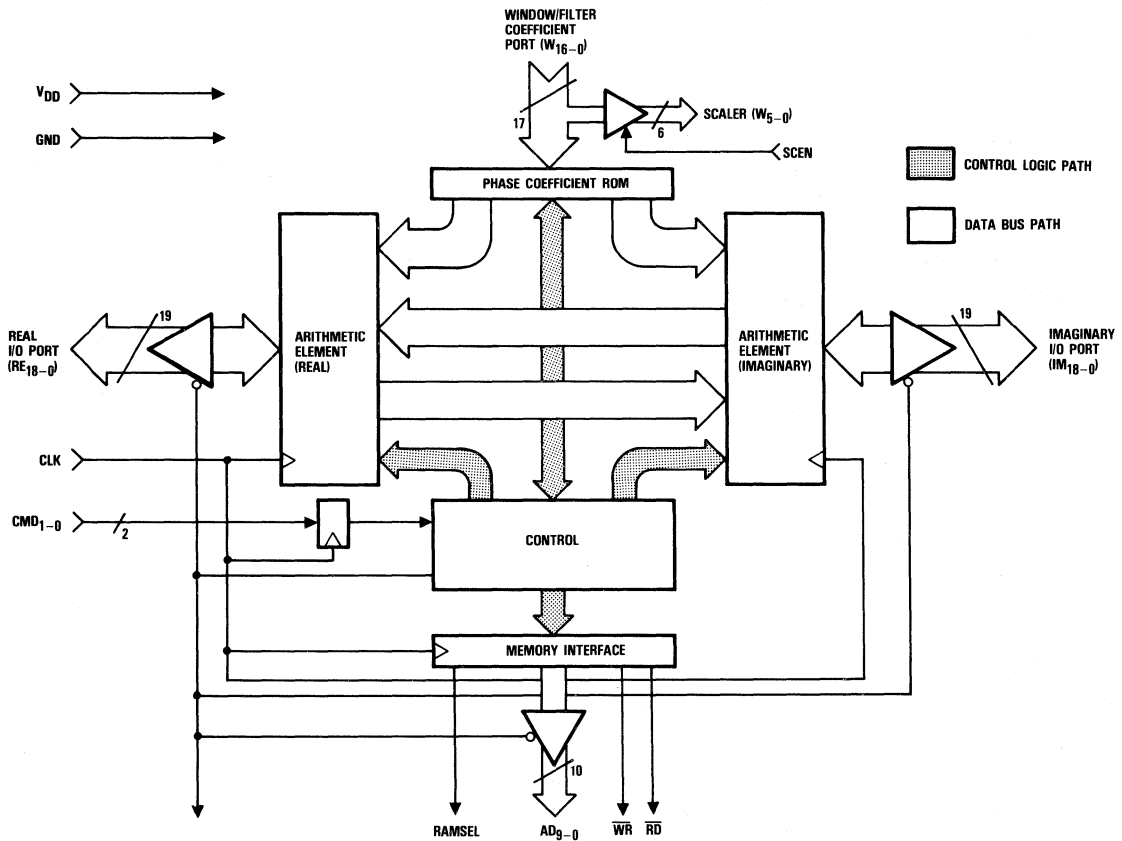 WINDOW/FILTER
COEFFICIENT
PORT (W16–0)
VDD
GND
17
6
SCALER (W5–0)
SCEN
PHASE COEFFICIENT ROM
CONTROL LOGIC PATH
DATA BUS PATH
REAL
I/O PORT
(RE18–0)
19
ARITHMETIC
ELEMENT
(REAL)
ARITHMETIC
ELEMENT
(IMAGINARY)
19
IMAGINARY
I/O PORT
(IM18–0)
CLK
CMD1–0
2
CONTROL
MEMORY INTERFACE
10
RAMSEL
AD9–0
W̅R̅
R̅D̅